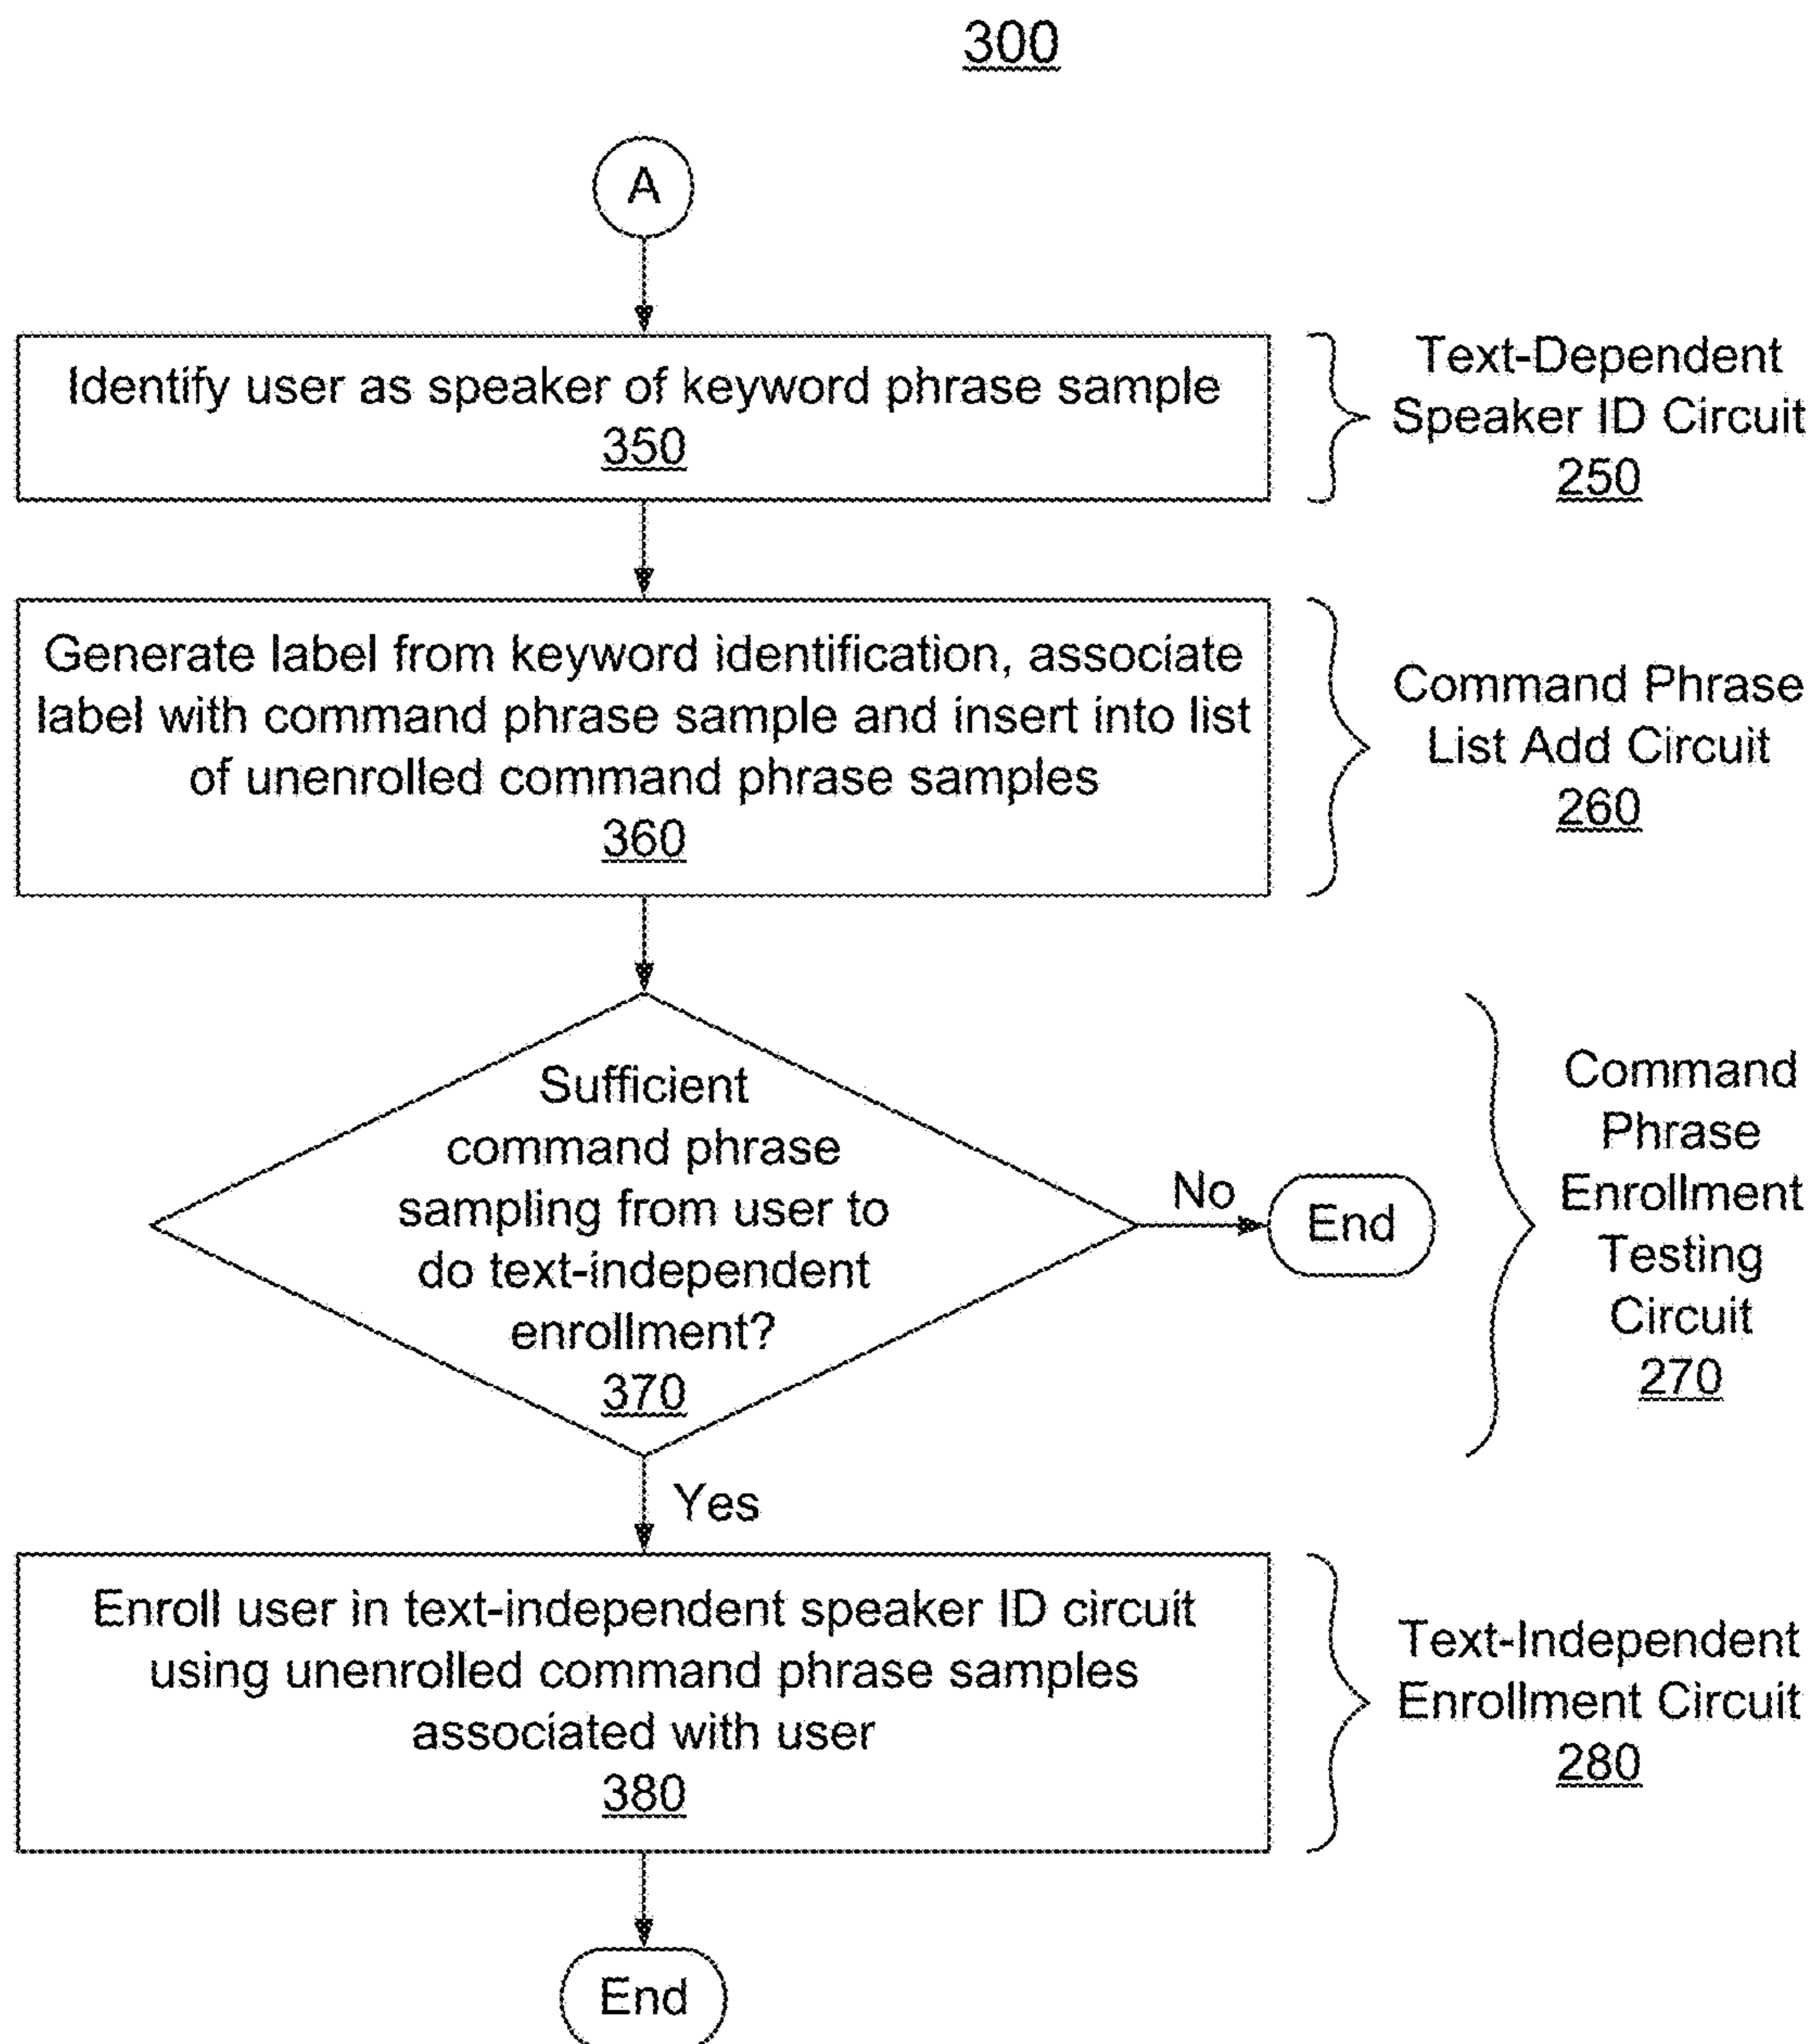 300
A
Identify user as speaker of keyword phrase sample
350
Text-Dependent
Speaker ID Circuit
250
Generate label from keyword identification, associate
label with command phrase sample and insert into list
of unenrolled command phrase samples
360
Command Phrase
List Add Circuit
260
Sufficient
command phrase
sampling from user to
do text-independent
enrollment?
370
No
End
Command
Phrase
Enrollment
Testing
Circuit
270
Yes
Enroll user in text-independent speaker ID circuit
using unenrolled command phrase samples
associated with user
380
Text-Independent
Enrollment Circuit
280
End